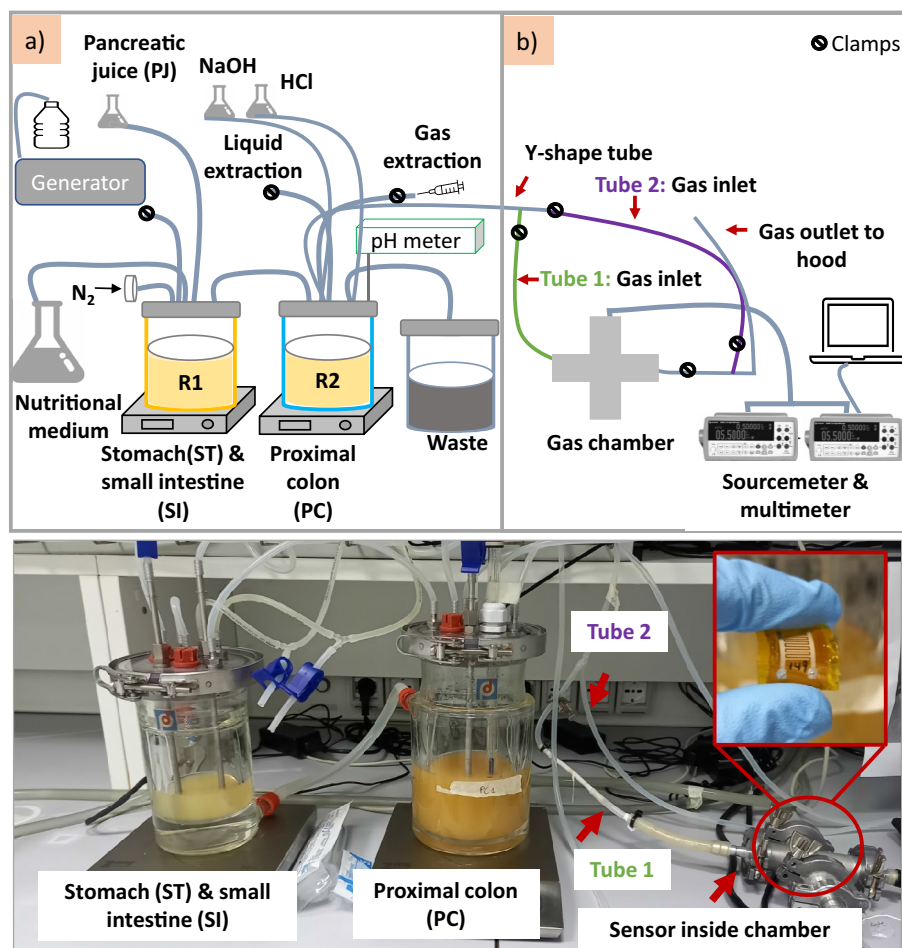 a)
Pancreatic
juice (PJ)
NaOH
HCl
Liquid
extraction
Gas
extraction
Generator
pH meter
N2
R1
R2
Nutritional
medium
Stomach(ST) &
small intestine
(SI)
Proximal
colon
(PC)
Waste
b)
Clamps
Y-shape tube
Tube 2: Gas inlet
Gas outlet to
hood
Tube 1: Gas inlet
Gas chamber
Sourcemeter &
multimeter
Tube 2
149
PC1
Tube 1
Stomach (ST) & small
intestine (SI)
Proximal colon
(PC)
Sensor inside chamber